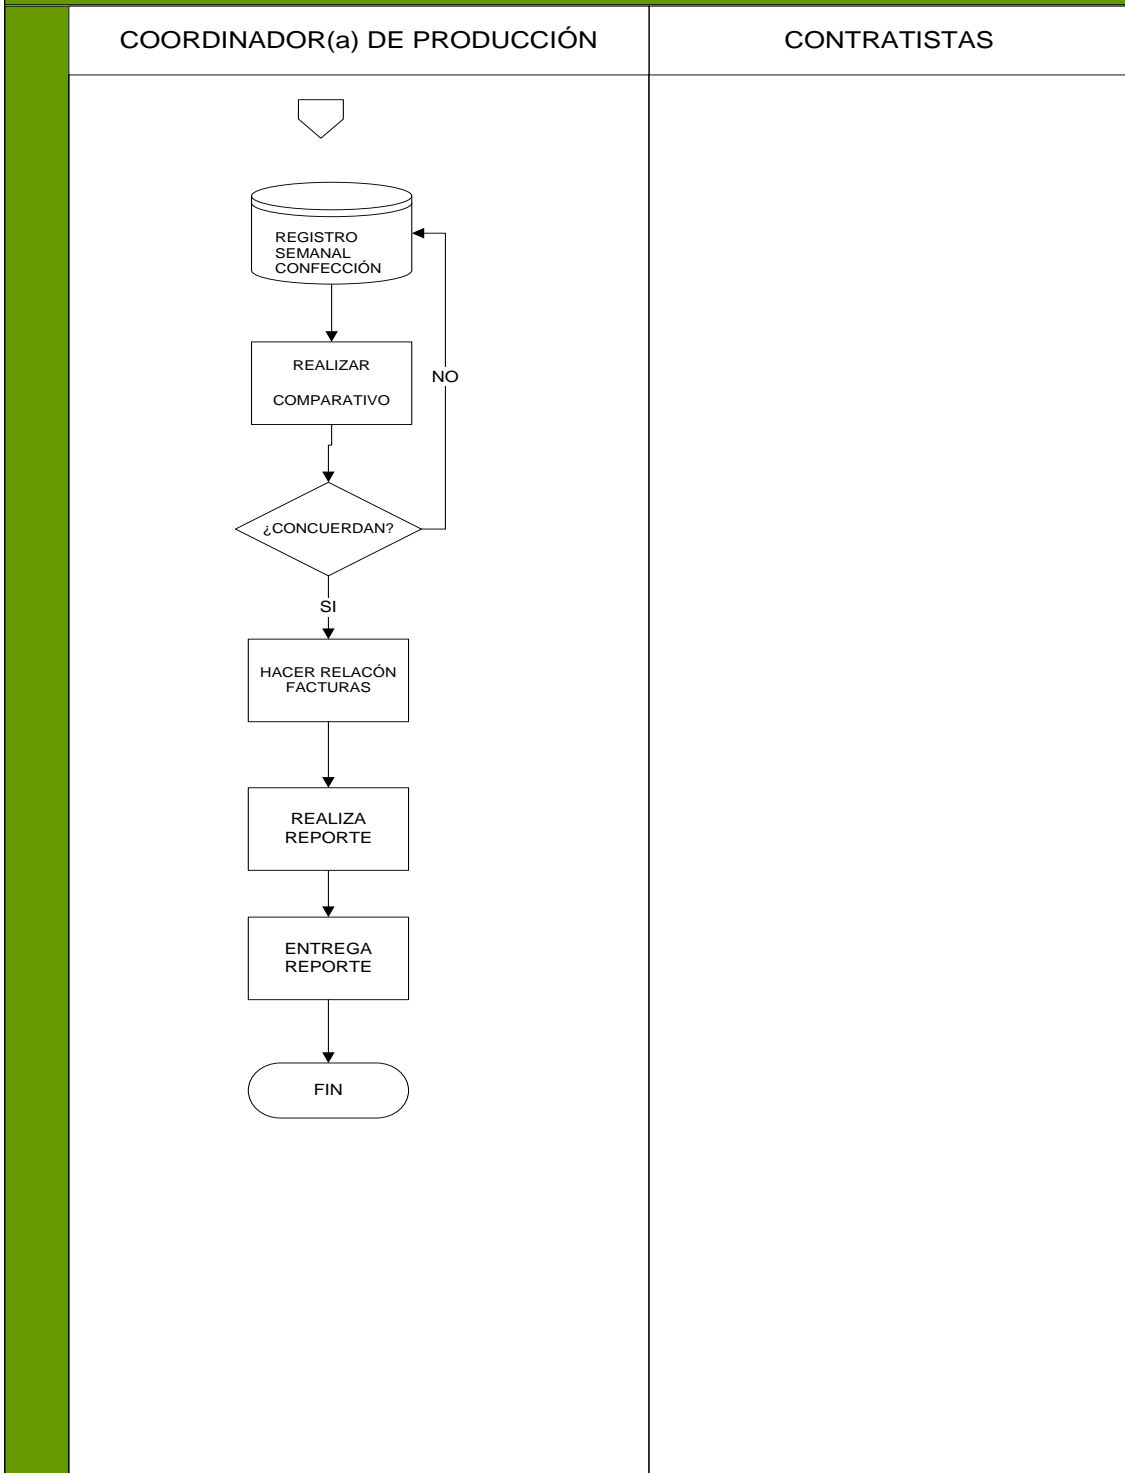 COORDINADOR(a) DE PRODUCCIÓN
CONTRATISTAS
REGISTRO
SEMANAL
CONFECCIÓN
REALIZAR
COMPARATIVO
NO
¿CONCUERDAN?
SI
HACER RELACÓN
FACTURAS
REALIZA
REPORTE
ENTREGA
REPORTE
FIN